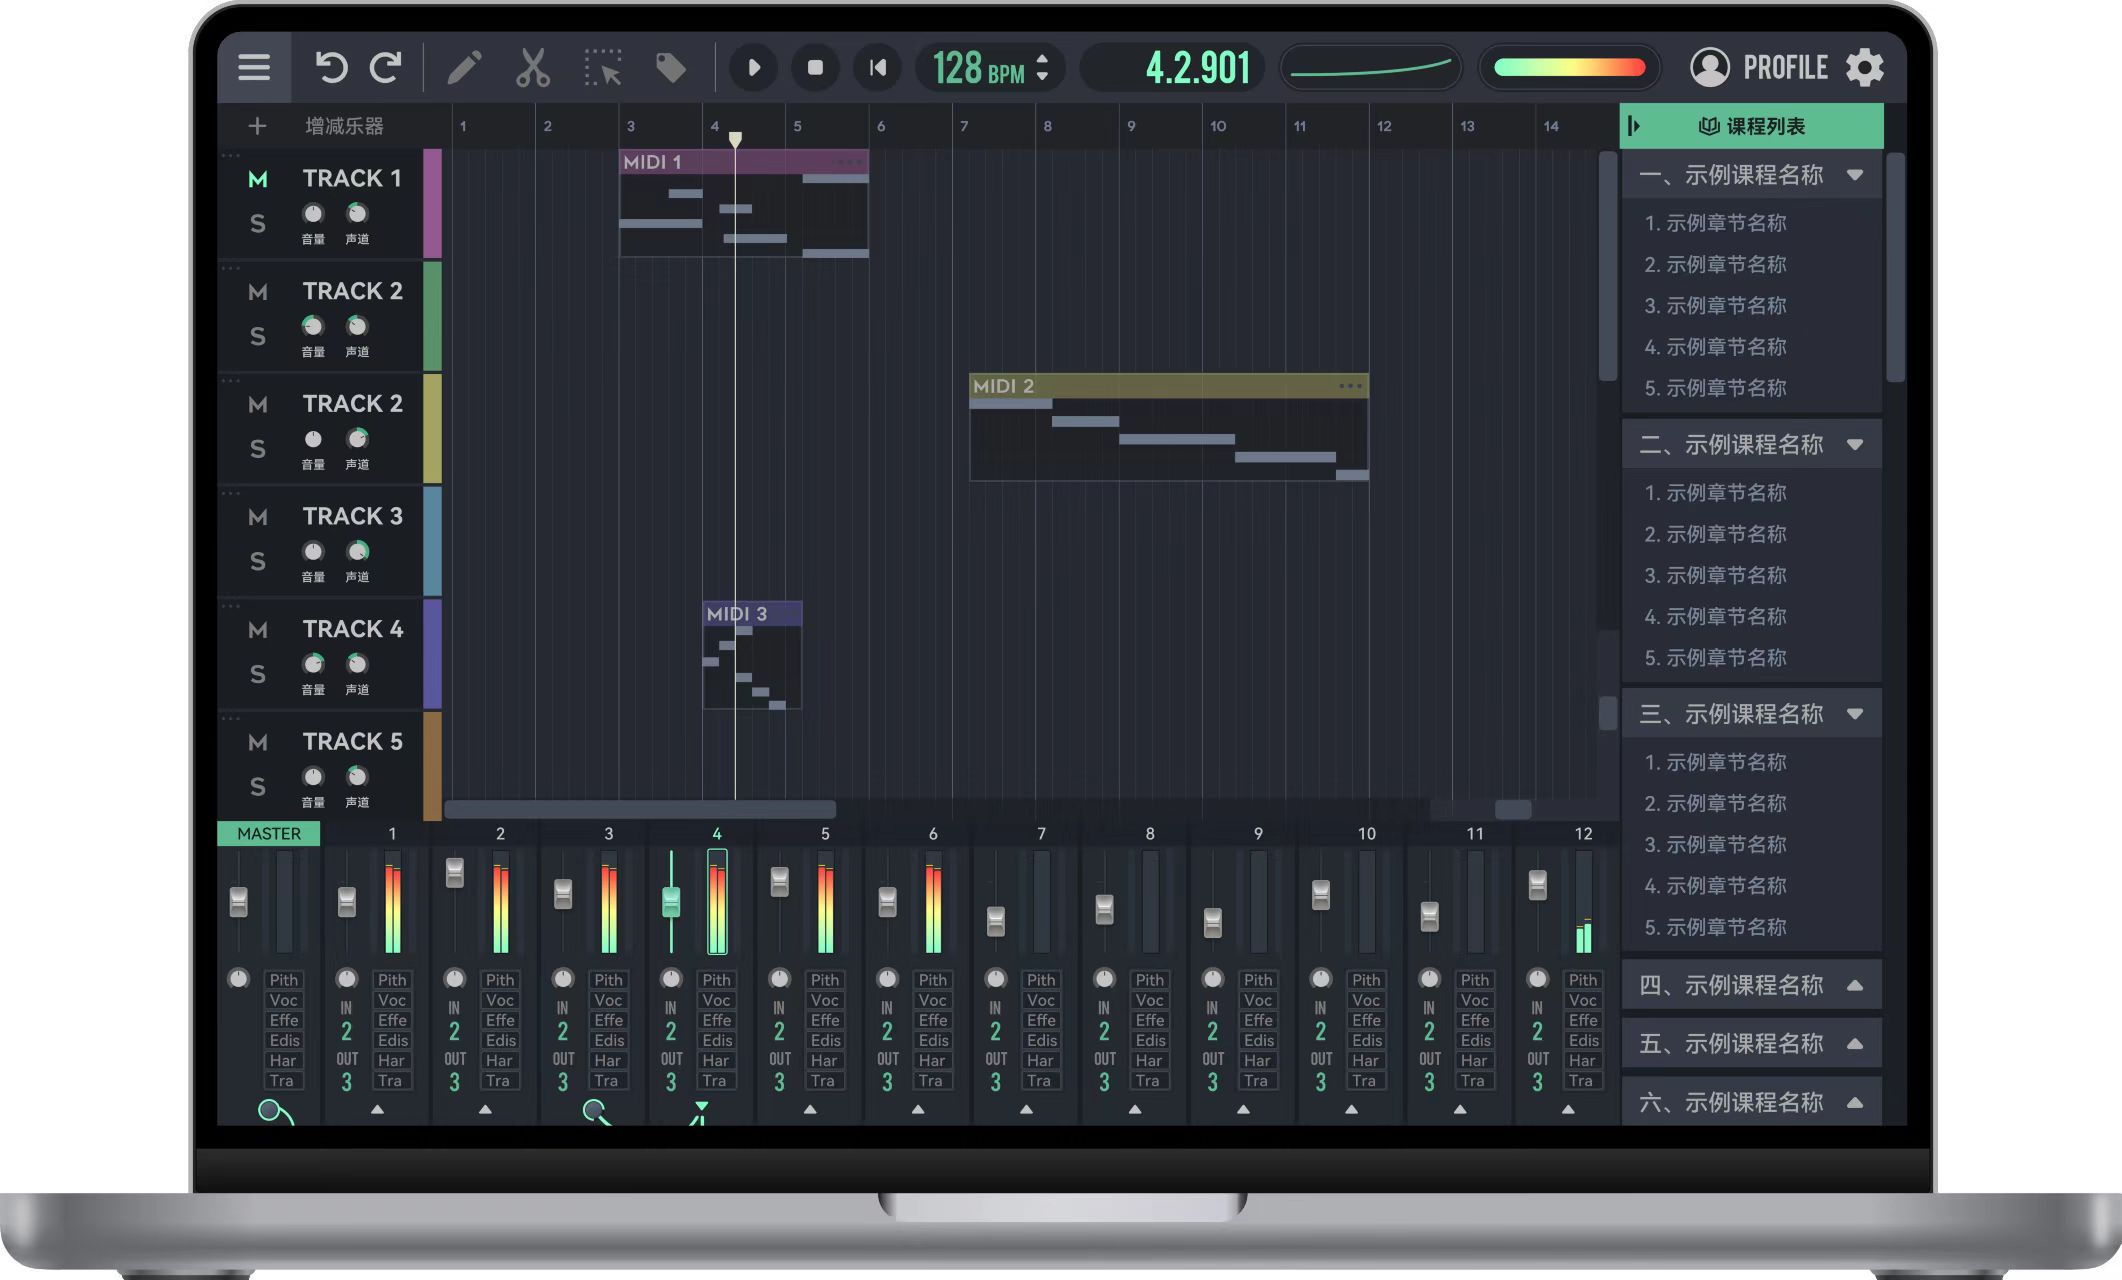 128 BPM
4.2.901
PROFILE
增减乐器
1 2 3 4 5 6 7 8 9 10 11 12 13 14
课程列表
M TRACK 1
S
音量 声道
M TRACK 2
S
音量 声道
M TRACK 2
S
音量 声道
M TRACK 3
S
音量 声道
M TRACK 4
S
音量 声道
M TRACK 5
S
音量 声道
MIDI 1
MIDI 2
MIDI 3
一、示例课程名称
1. 示例章节名称
2. 示例章节名称
3. 示例章节名称
4. 示例章节名称
5. 示例章节名称
二、示例课程名称
1. 示例章节名称
2. 示例章节名称
3. 示例章节名称
4. 示例章节名称
5. 示例章节名称
三、示例课程名称
1. 示例章节名称
2. 示例章节名称
3. 示例章节名称
4. 示例章节名称
5. 示例章节名称
四、示例课程名称
五、示例课程名称
六、示例课程名称
MASTER 1 2 3 4 5 6 7 8 9 10 11 12
Pith Pith Pith Pith Pith Pith Pith Pith Pith Pith Pith Pith Pith
Voc IN Voc IN Voc IN Voc IN Voc IN Voc IN Voc IN Voc IN Voc IN Voc IN Voc IN Voc IN Voc
Effe 2 Effe 2 Effe 2 Effe 2 Effe 2 Effe 2 Effe 2 Effe 2 Effe 2 Effe 2 Effe 2 Effe 2 Effe
Edis Edis Edis Edis Edis Edis Edis Edis Edis Edis Edis Edis Edis
Har OUT Har OUT Har OUT Har OUT Har OUT Har OUT Har OUT Har OUT Har OUT Har OUT Har OUT Har OUT Har
Tra 3 Tra 3 Tra 3 Tra 3 Tra 3 Tra 3 Tra 3 Tra 3 Tra 3 Tra 3 Tra 3 Tra 3 Tra